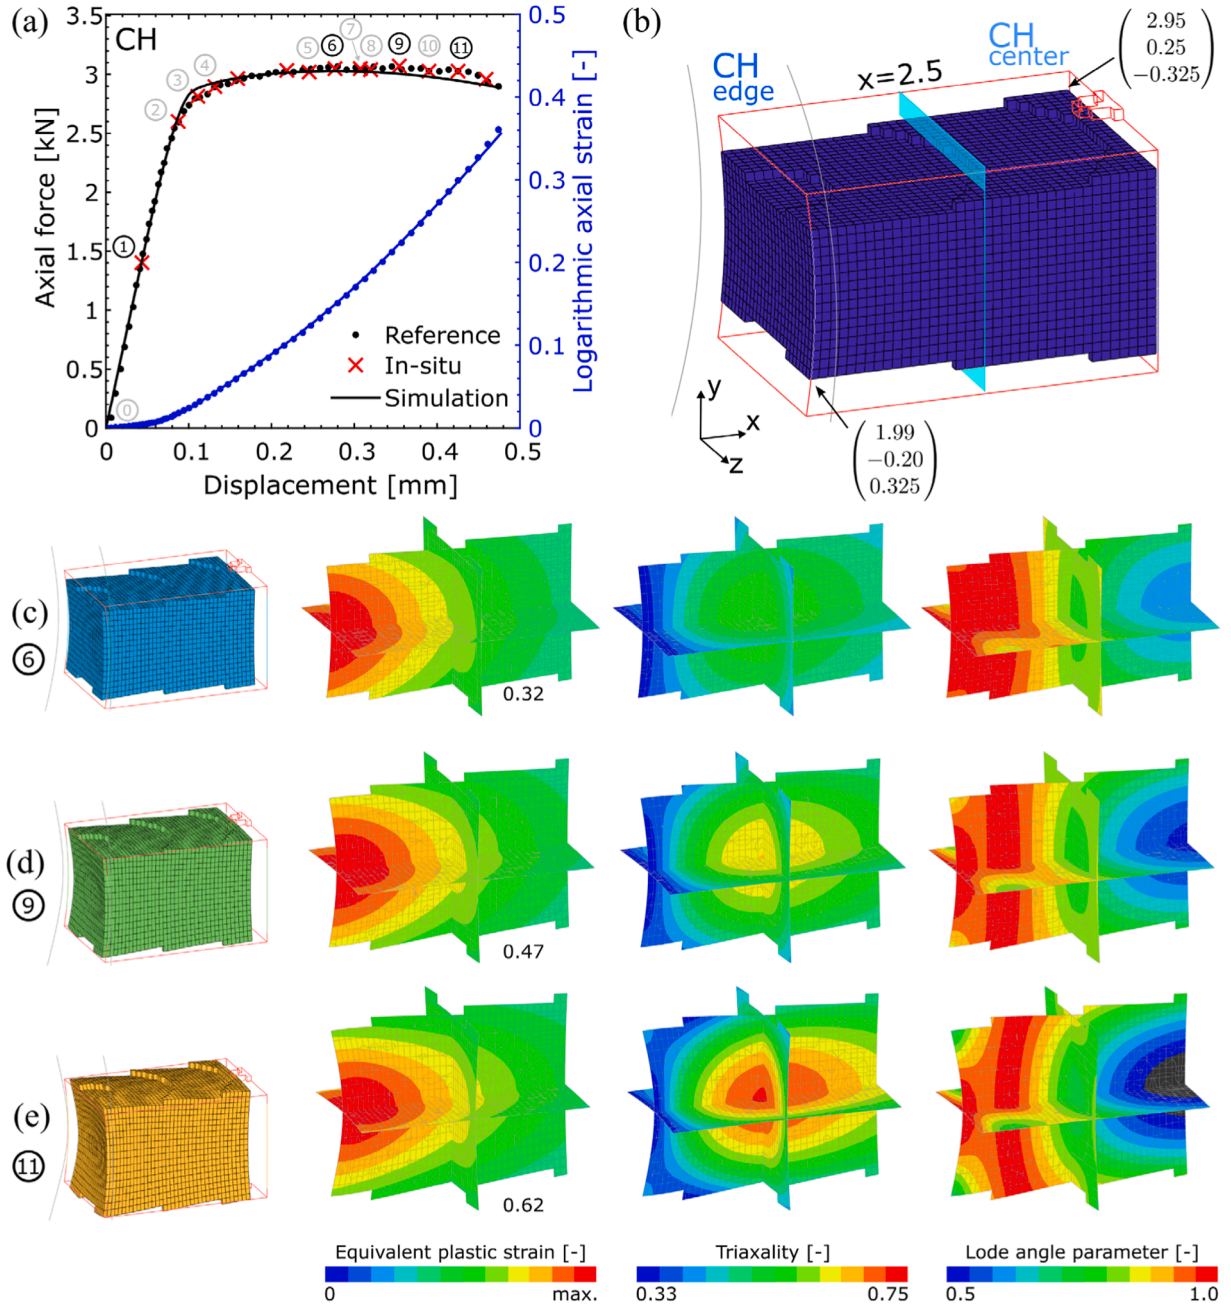 (a)
CH
3.5
3
2.5
2
1.5
1
0.5
0
Axial force [kN]
0 0.1 0.2 0.3 0.4 0.5
Displacement [mm]
0.5
0.4
0.3
0.2
0.1
0
Logarithmic axial strain [-]
0 1 2 3 4 5 6 7 8 9 10 11
Reference
In-situ
Simulation
(b)
CH
edge
CH
center
x=2.5
2.95
0.25
−0.325
1.99
−0.20
0.325
y
x
z
(c)
6
0.32
(d)
9
0.47
(e)
11
0.62
Equivalent plastic strain [-]
0 max.
Triaxality [-]
0.33 0.75
Lode angle parameter [-]
0.5 1.0